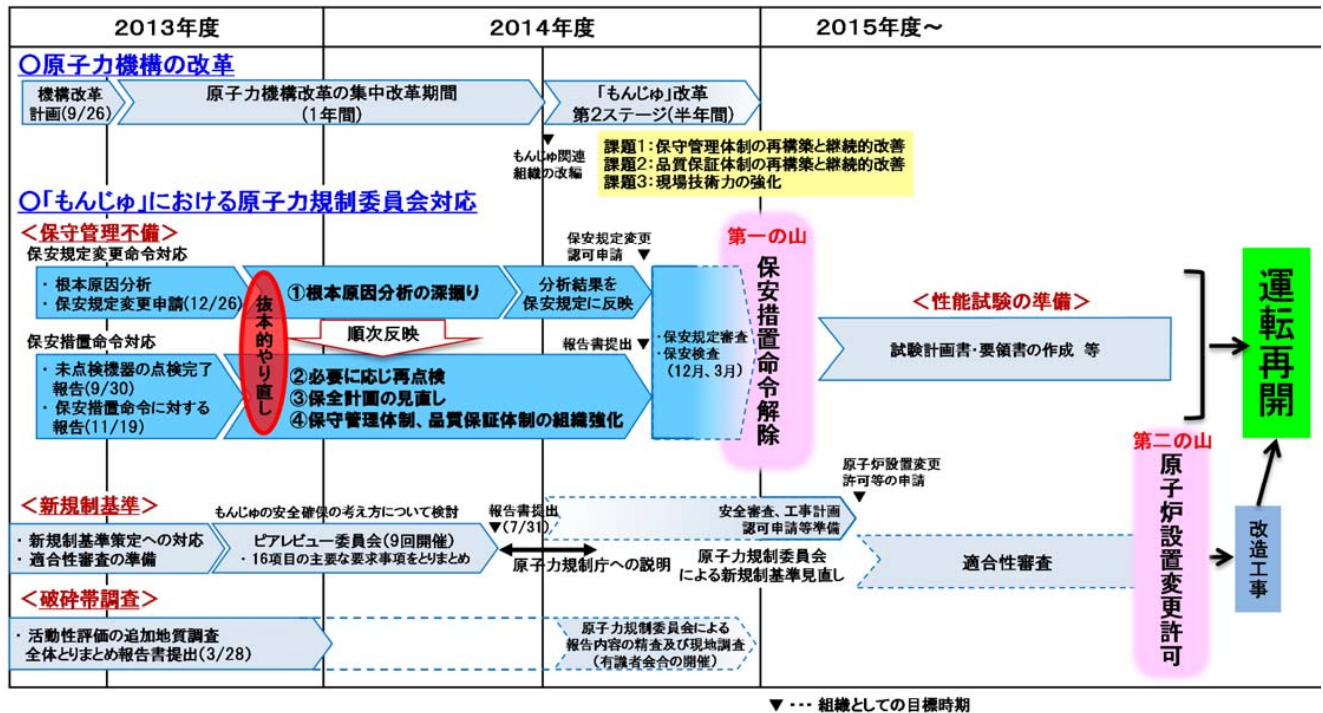 2013年度
2014年度
2015年度～
○原子力機構の改革
機構改革
計画(9/26)
原子力機構改革の集中改革期間
(1年間)
「もんじゅ」改革
第2ステージ(半年間)
▼
もんじゅ関連
組織の改編
課題1：保守管理体制の再構築と継続的改善
課題2：品質保証体制の再構築と継続的改善
課題3：現場技術力の強化
○「もんじゅ」における原子力規制委員会対応
＜保守管理不備＞
保安規定変更命令対応
・ 根本原因分析
・ 保安規定変更申請(12/26)
抜本的やり直し
①根本原因分析の深掘り
保安規定変更
認可申請 ▼
分析結果を
保安規定に反映
順次反映
保安措置命令対応
・ 未点検機器の点検完了
報告(9/30)
・ 保安措置命令に対する
報告(11/19)
②必要に応じ再点検
③保全計画の見直し
④保守管理体制、品質保証体制の組織強化
報告書提出 ▼
・保安規定審査
・保安検査
(12月、3月)
第一の山
保安措置命令解除
＜性能試験の準備＞
試験計画書・要領書の作成 等
運転再開
＜新規制基準＞
・ 新規制基準策定への対応
・ 適合性審査の準備
もんじゅの安全確保の考え方について検討
ピアレビュー委員会(9回開催)
・ 16項目の主要な要求事項をとりまとめ
報告書提出
▼(7/31)
原子力規制庁への説明
安全審査、工事計画
認可申請等準備
原子力規制委員会
による新規制基準見直し
原子炉設置変更
許可等の申請
▼
適合性審査
第二の山
原子炉設置変更許可
改造工事
＜破砕帯調査＞
・ 活動性評価の追加地質調査
全体とりまとめ報告書提出(3/28)
原子力規制委員会による
報告内容の精査及び現地調査
(有識者会合の開催)
▼ ･･･ 組織としての目標時期